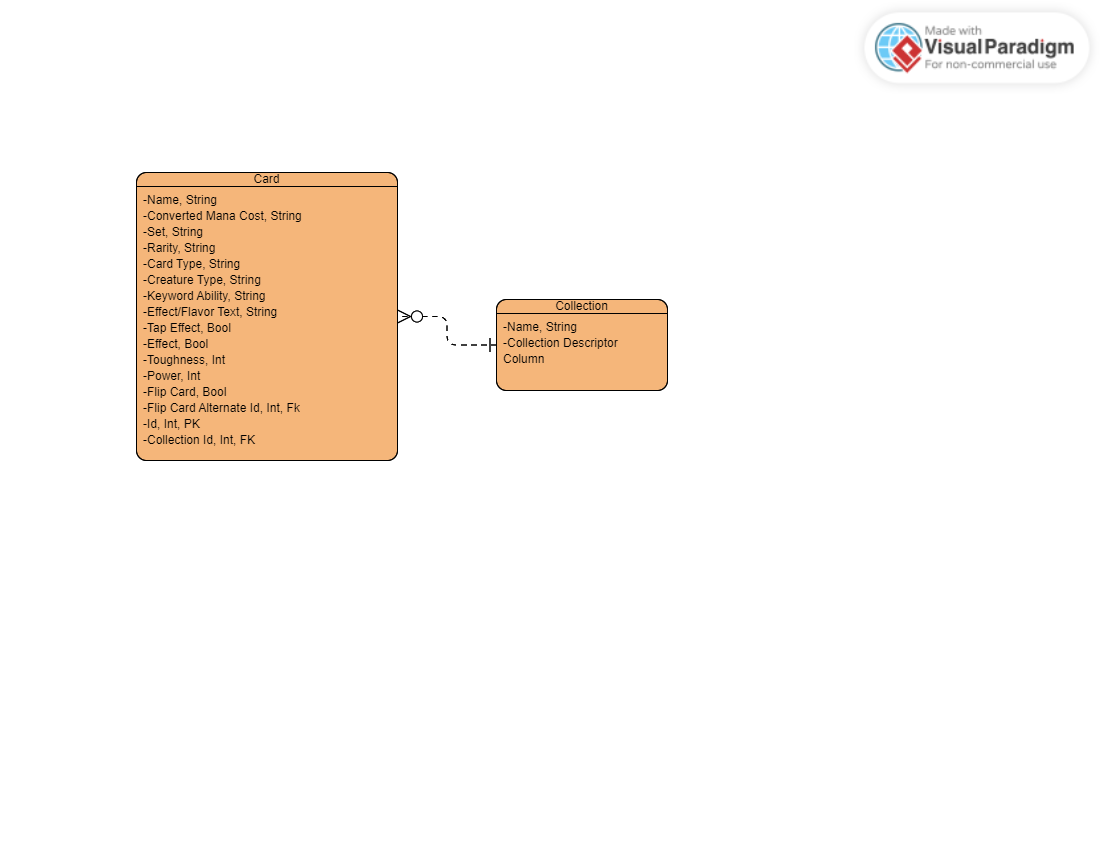 Made with
Visual Paradigm
For non-commercial use
Card
-Name, String
-Converted Mana Cost, String
-Set, String
-Rarity, String
-Card Type, String
-Creature Type, String
-Keyword Ability, String
-Effect/Flavor Text, String
-Tap Effect, Bool
-Effect, Bool
-Toughness, Int
-Power, Int
-Flip Card, Bool
-Flip Card Alternate Id, Int, Fk
-Id, Int, PK
-Collection Id, Int, FK
Collection
-Name, String
-Collection Descriptor
Column